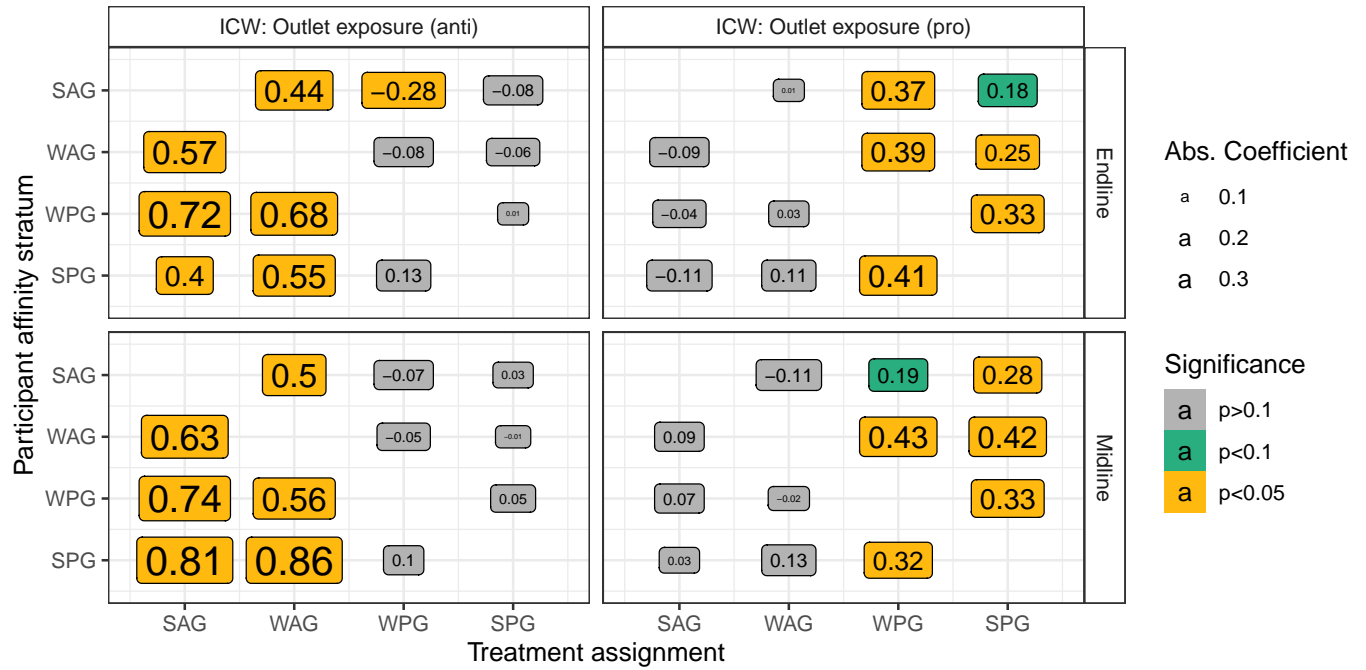 ICW: Outlet exposure (anti)
ICW: Outlet exposure (pro)
Participant affinity stratum
SAG 0.44 −0.28 −0.08 0.01 0.37 0.18
WAG 0.57 −0.08 −0.06 −0.09 0.39 0.25
WPG 0.72 0.68 0.01 −0.04 0.03 0.33
SPG 0.4 0.55 0.13 −0.11 0.11 0.41
Endline
SAG 0.5 −0.07 0.03 −0.11 0.19 0.28
WAG 0.63 −0.05 −0.01 0.09 0.43 0.42
WPG 0.74 0.56 0.05 0.07 −0.02 0.33
SPG 0.81 0.86 0.1 0.03 0.13 0.32
Midline
SAG WAG WPG SPG SAG WAG WPG SPG
Treatment assignment
Abs. Coefficient
a 0.1
a 0.2
a 0.3
Significance
a p>0.1
a p<0.1
a p<0.05